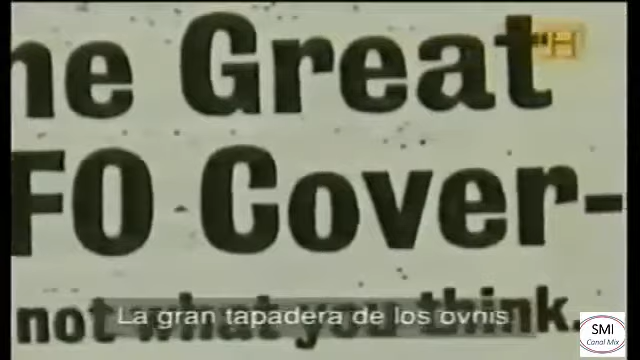 he Great
FO Cover-
not what you think.
La gran tapadera de los ovnis.
H
SMI
Canal Mix